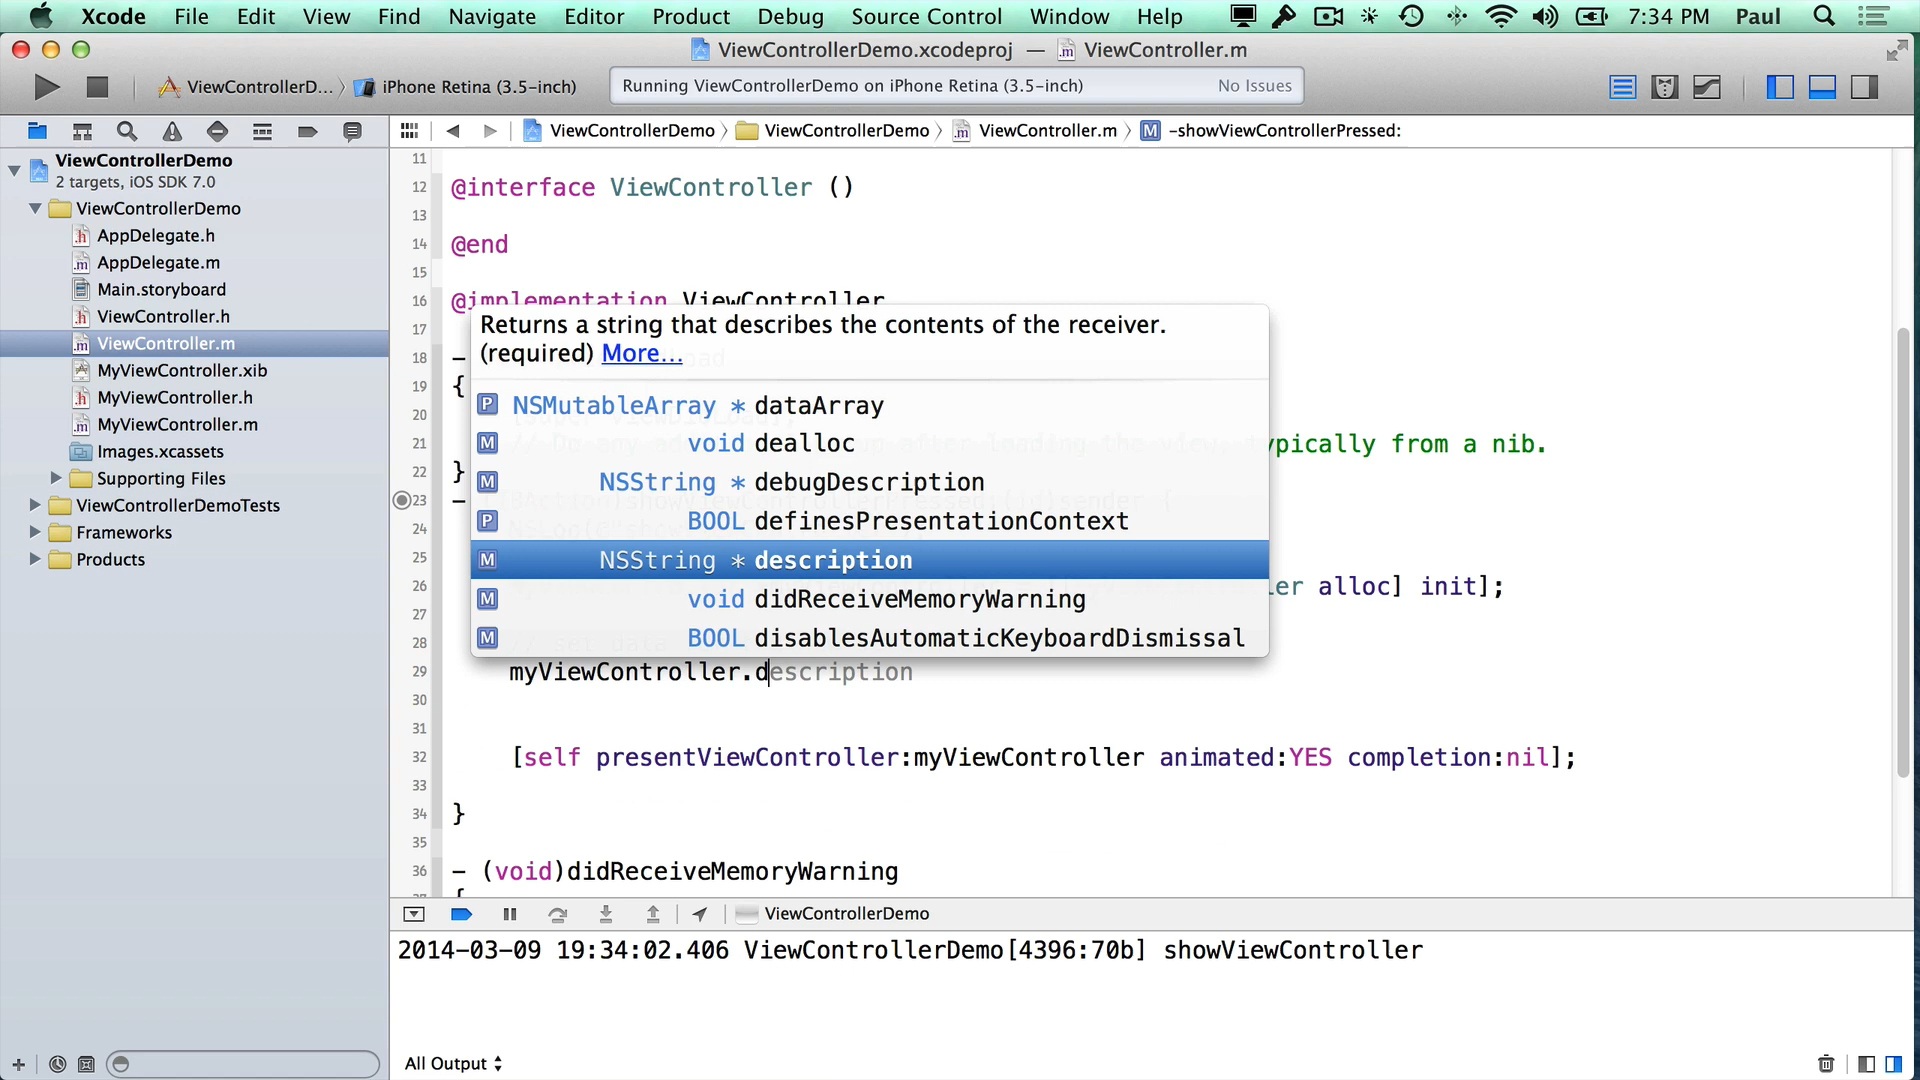 Xcode File Edit View Find Navigate Editor Product Debug Source Control Window Help 7:34 PM Paul
ViewControllerDemo.xcodeproj — ViewController.m
ViewControllerD... iPhone Retina (3.5-inch)
Running ViewControllerDemo on iPhone Retina (3.5-inch) No Issues
ViewControllerDemo ViewControllerDemo ViewController.m M -showViewControllerPressed:
ViewControllerDemo
2 targets, iOS SDK 7.0
ViewControllerDemo
AppDelegate.h
AppDelegate.m
Main.storyboard
ViewController.h
ViewController.m
MyViewController.xib
MyViewController.h
MyViewController.m
Images.xcassets
Supporting Files
ViewControllerDemoTests
Frameworks
Products
11
12 @interface ViewController ()
13
14 @end
15
16 @implementation ViewController
Returns a string that describes the contents of the receiver.
(required) More...
P NSMutableArray * dataArray
M void dealloc
M NSString * debugDescription
P BOOL definesPresentationContext
M NSString * description
M void didReceiveMemoryWarning
M BOOL disablesAutomaticKeyboardDismissal
17
18 -
19 {
20
21 ypically from a nib.
22 }
23 -
24
25
26 er alloc] init];
27
28 // set data
29 myViewController.description
30
31
32 [self presentViewController:myViewController animated:YES completion:nil];
33
34 }
35
36 - (void)didReceiveMemoryWarning
{
ViewControllerDemo
2014-03-09 19:34:02.406 ViewControllerDemo[4396:70b] showViewController
All Output